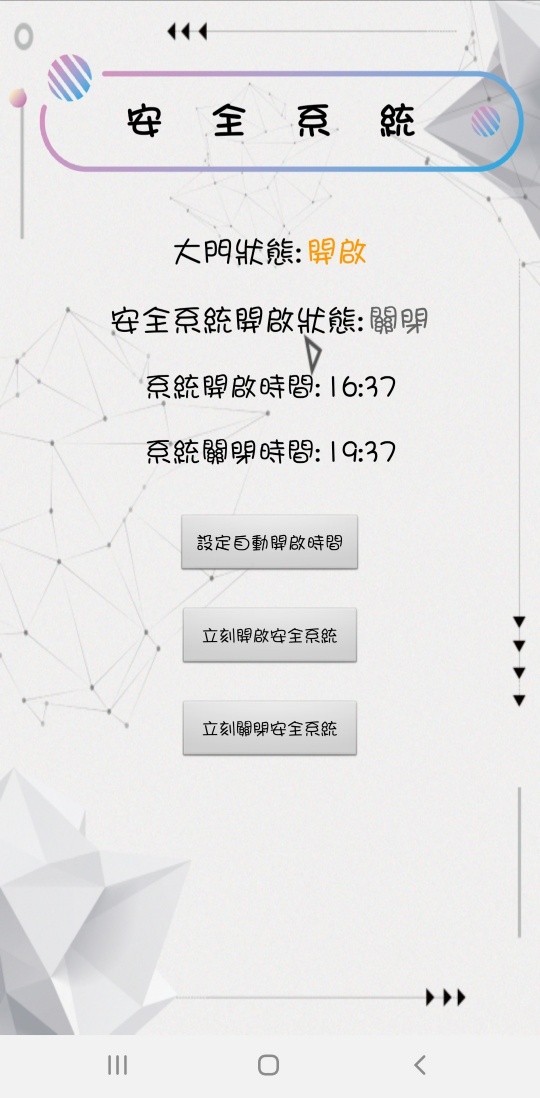 安全系統
大門狀態:開啟
安全系統開啟狀態:關閉
系統開啟時間:16:37
系統關閉時間:19:37
設定自動開啟時間
立刻開啟安全系統
立刻關閉安全系統